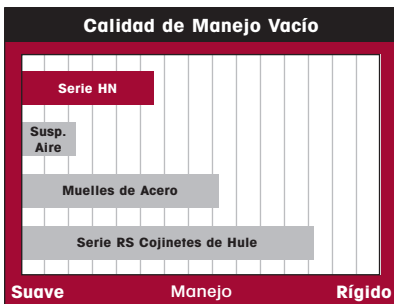 Calidad de Manejo Vacío
Serie HN
Susp.
Aire
Muelles de Acero
Serie RS Cojinetes de Hule
Suave Manejo Rígido